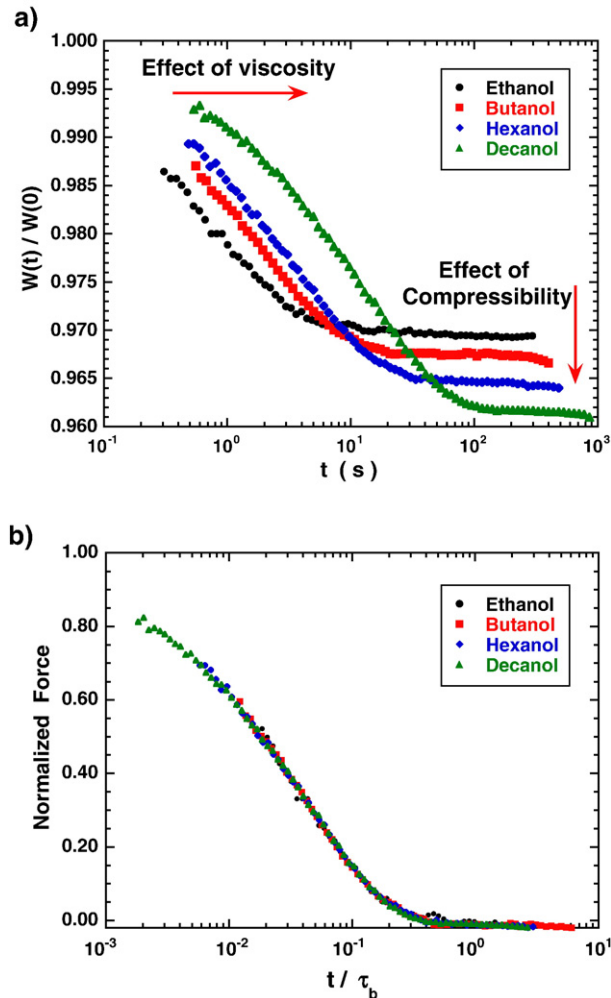 a)
1.000
0.995
0.990
0.985
0.980
0.975
0.970
0.965
0.960
W(t) / W(0)
Effect of viscosity
Ethanol
Butanol
Hexanol
Decanol
Effect of
Compressibility
10-1 100 101 102 103
t ( s )
b)
1.00
0.80
0.60
0.40
0.20
0.00
Normalized Force
Ethanol
Butanol
Hexanol
Decanol
10-3 10-2 10-1 100 101
t / τb